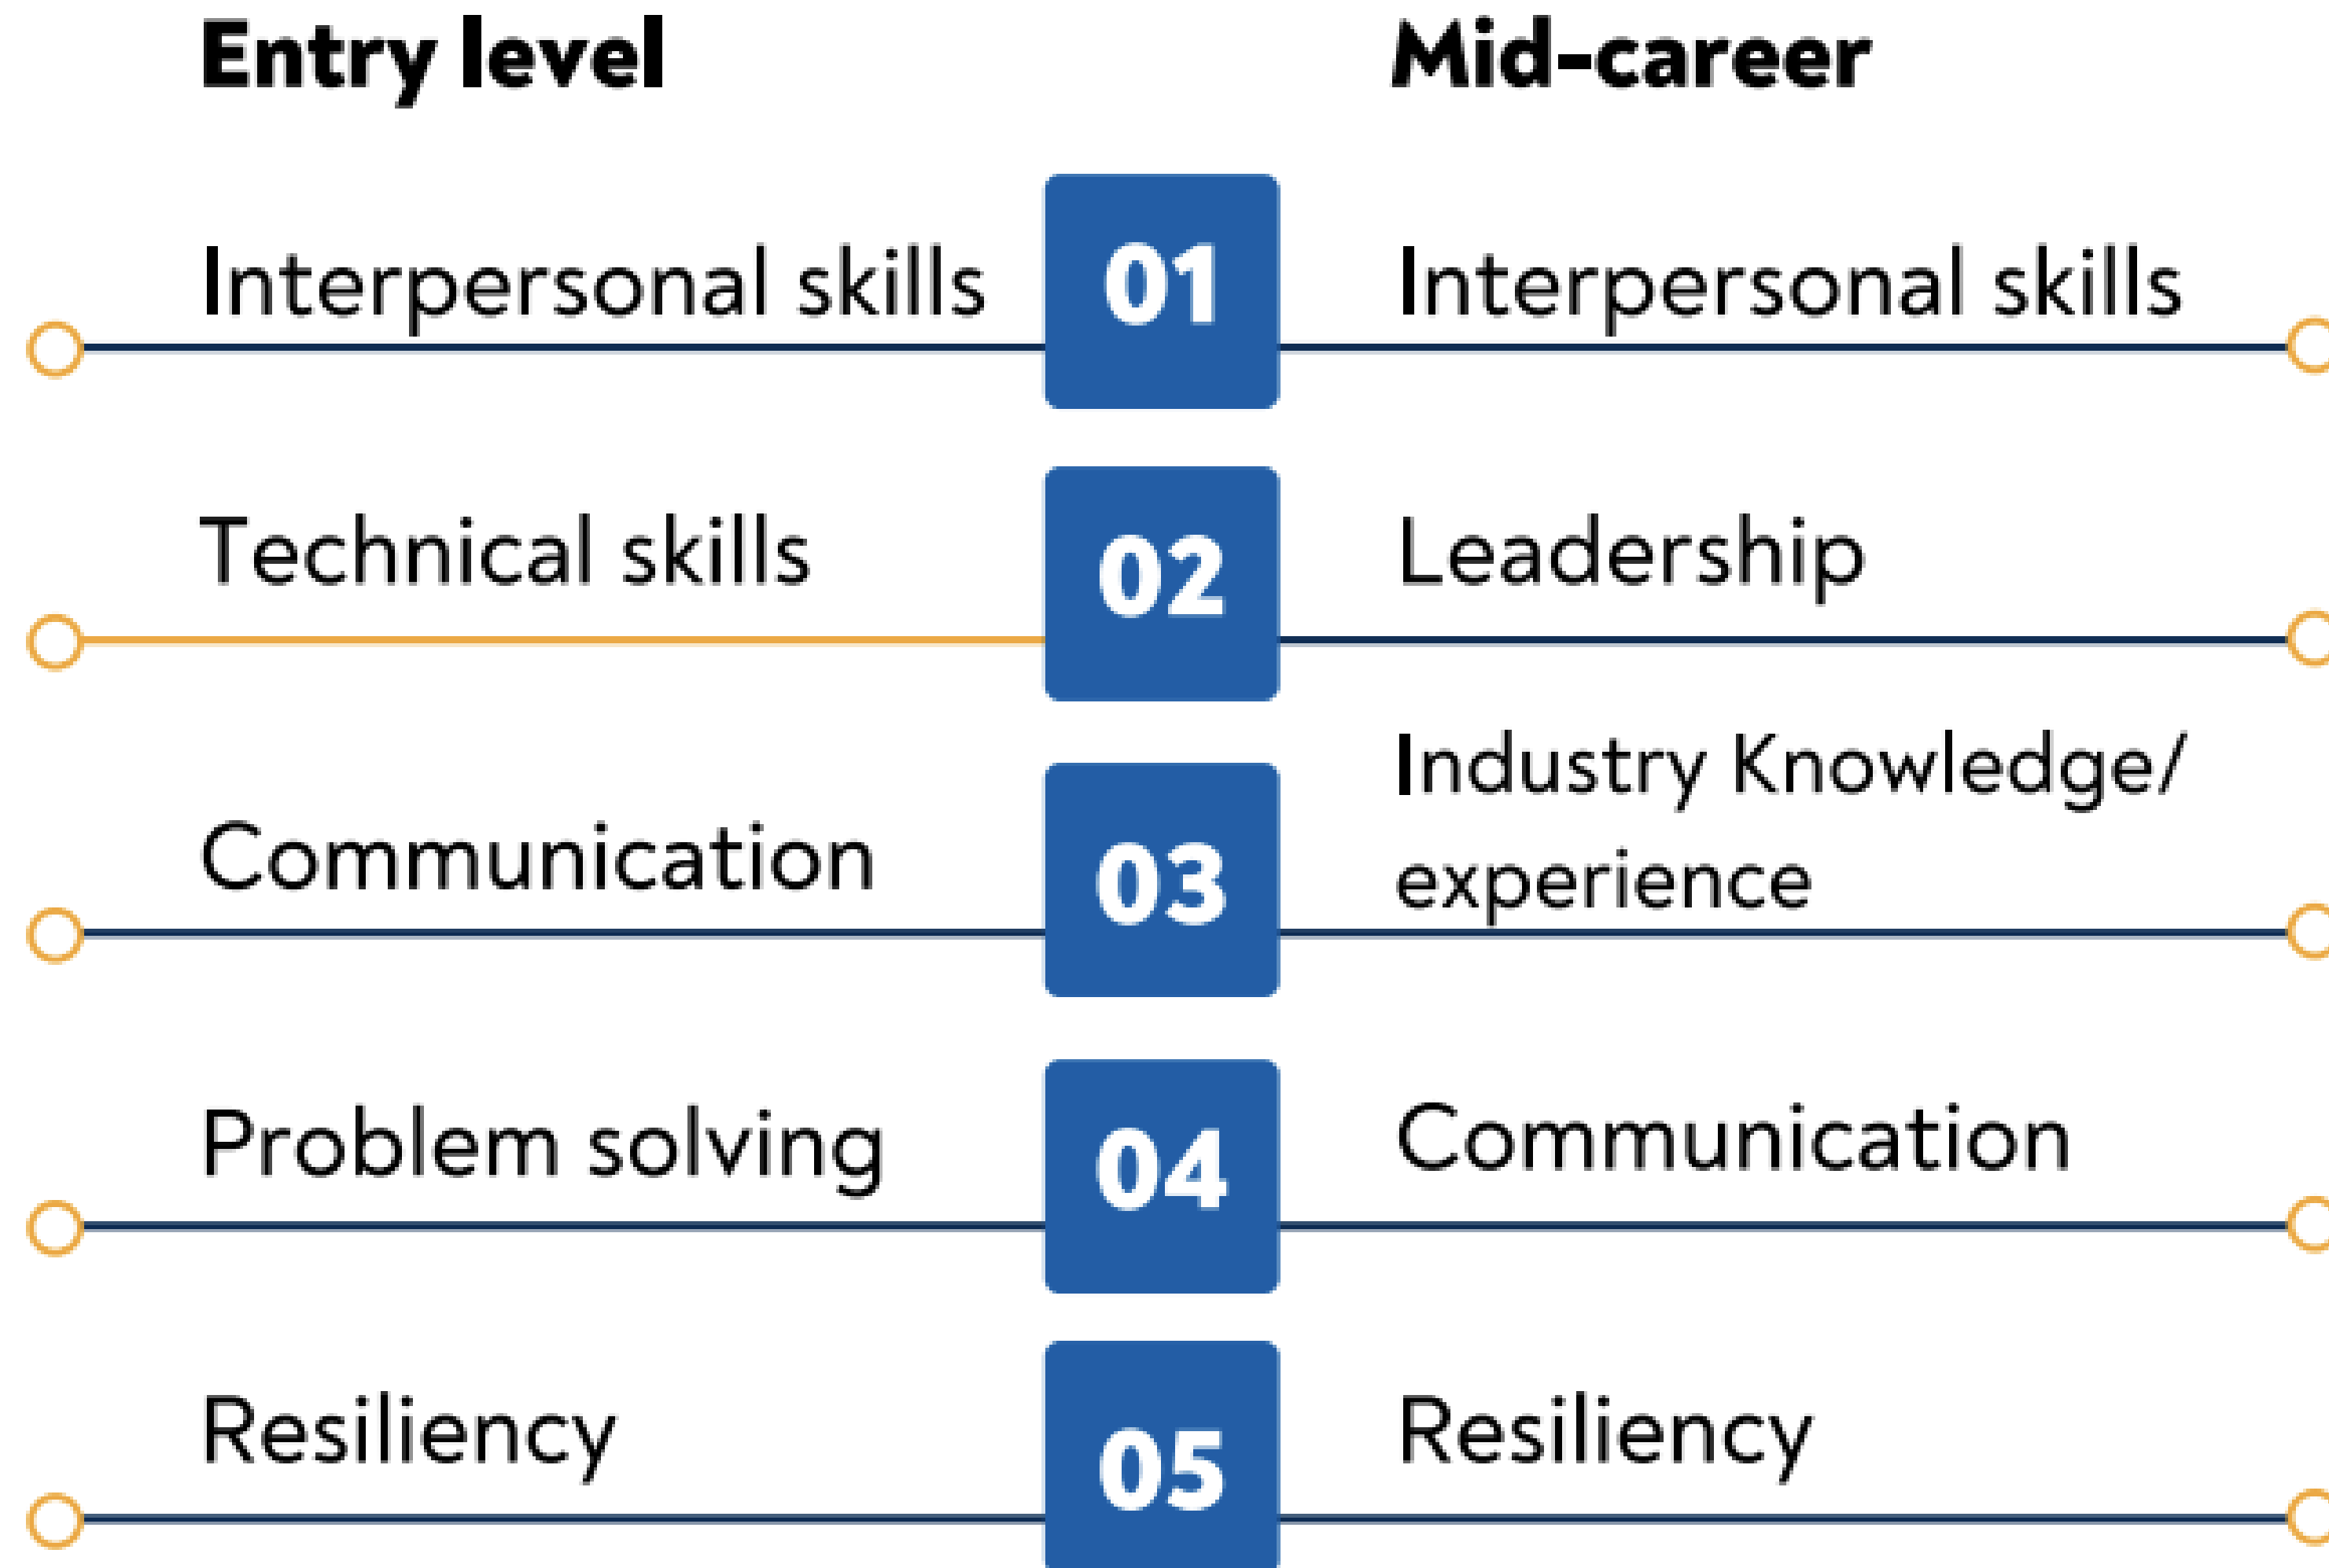 Entry level
Mid-career
Interpersonal skills
01
Interpersonal skills
Technical skills
02
Leadership
Communication
03
Industry Knowledge/
experience
Problem solving
04
Communication
Resiliency
05
Resiliency